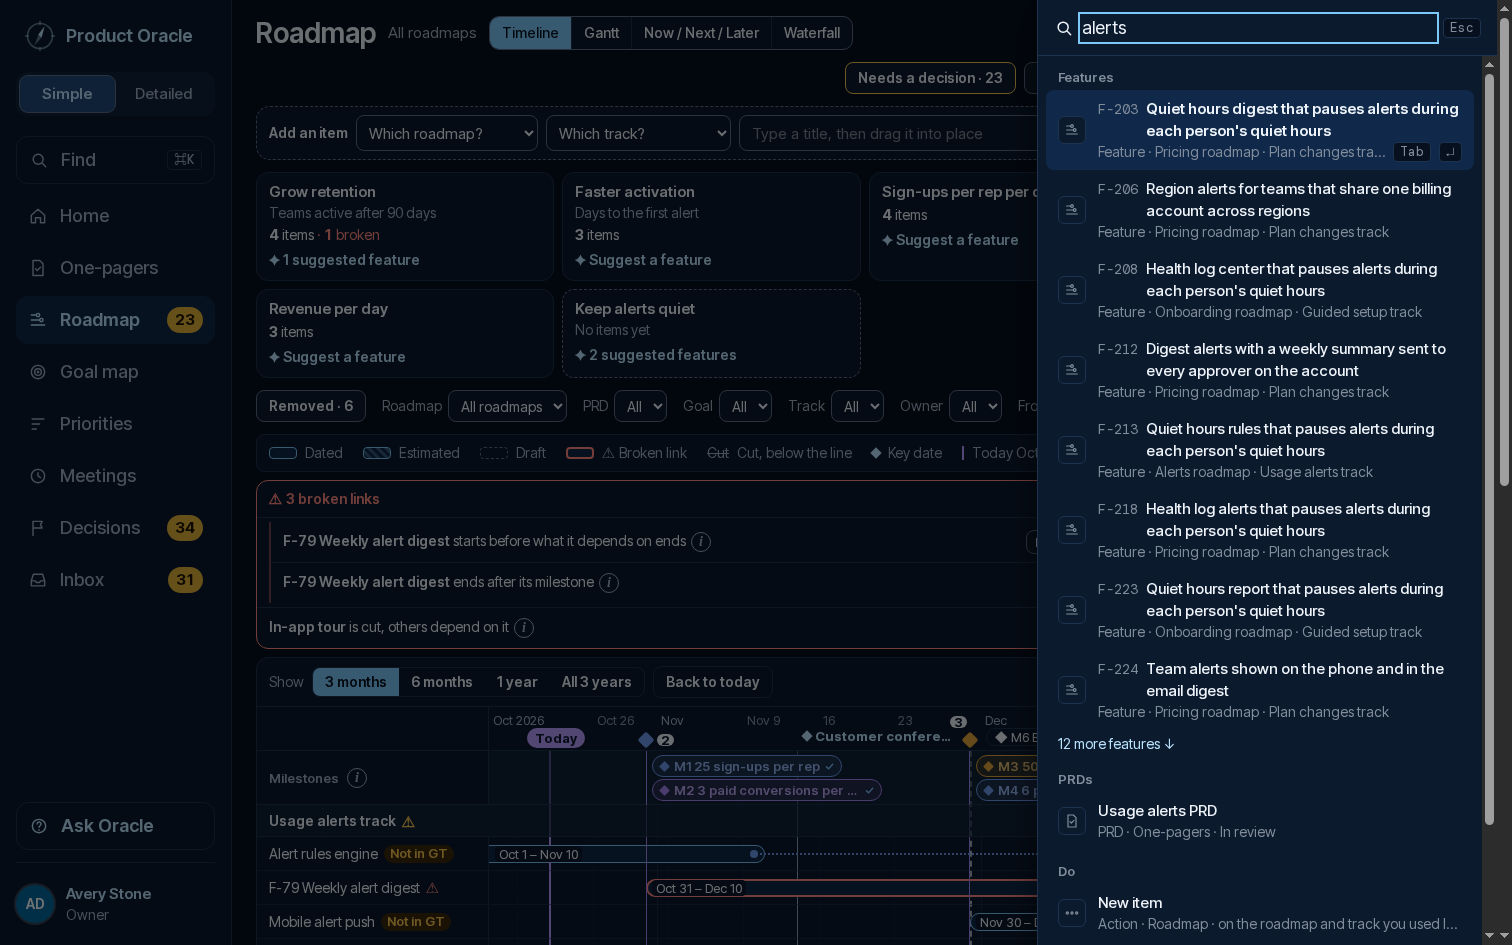 Product Oracle
Simple
Detailed
Find
⌘K
Home
One-pagers
Roadmap
23
Goal map
Priorities
Meetings
Decisions
34
Inbox
31
Ask Oracle
AD
Avery Stone
Owner
Roadmap
All roadmaps
Timeline
Gantt
Now / Next / Later
Waterfall
Needs a decision · 23
Add an item
Which roadmap?
Which track?
Type a title, then drag it into place
Grow retention
Teams active after 90 days
4 items · 1 broken
✦ 1 suggested feature
Faster activation
Days to the first alert
3 items
✦ Suggest a feature
Sign-ups per rep per
4 items
✦ Suggest a feature
Revenue per day
3 items
✦ Suggest a feature
Keep alerts quiet
No items yet
✦ 2 suggested features
Removed · 6
Roadmap
All roadmaps
PRD
All
Goal
All
Track
All
Owner
All
Dated
Estimated
Draft
⚠ Broken link
Cut
Cut, below the line
Key date
Today Oct
⚠ 3 broken links
F-79 Weekly alert digest starts before what it depends on ends i
F-79 Weekly alert digest ends after its milestone i
In-app tour is cut, others depend on it i
Show
3 months
6 months
1 year
All 3 years
Back to today
Oct 2026
Oct 26
Nov
Nov 9
16
23
3
Dec
Today
2
Customer confere...
M6
Milestones i
M1 25 sign-ups per rep ✓
M3 50
M2 3 paid conversions per ... ✓
M4 6
Usage alerts track ⚠
Alert rules engine
Not in GT
Oct 1 – Nov 10
F-79 Weekly alert digest ⚠
Oct 31 – Dec 10
Mobile alert push
Not in GT
Nov 30 –
alerts
Esc
Features
F-203 Quiet hours digest that pauses alerts during
each person's quiet hours
Feature · Pricing roadmap · Plan changes tra...
Tab
↵
F-206 Region alerts for teams that share one billing
account across regions
Feature · Pricing roadmap · Plan changes track
F-208 Health log center that pauses alerts during
each person's quiet hours
Feature · Onboarding roadmap · Guided setup track
F-212 Digest alerts with a weekly summary sent to
every approver on the account
Feature · Pricing roadmap · Plan changes track
F-213 Quiet hours rules that pauses alerts during
each person's quiet hours
Feature · Alerts roadmap · Usage alerts track
F-218 Health log alerts that pauses alerts during
each person's quiet hours
Feature · Pricing roadmap · Plan changes track
F-223 Quiet hours report that pauses alerts during
each person's quiet hours
Feature · Onboarding roadmap · Guided setup track
F-224 Team alerts shown on the phone and in the
email digest
Feature · Pricing roadmap · Plan changes track
12 more features ↓
PRDs
Usage alerts PRD
PRD · One-pagers · In review
Do
New item
Action · Roadmap · on the roadmap and track you used l...